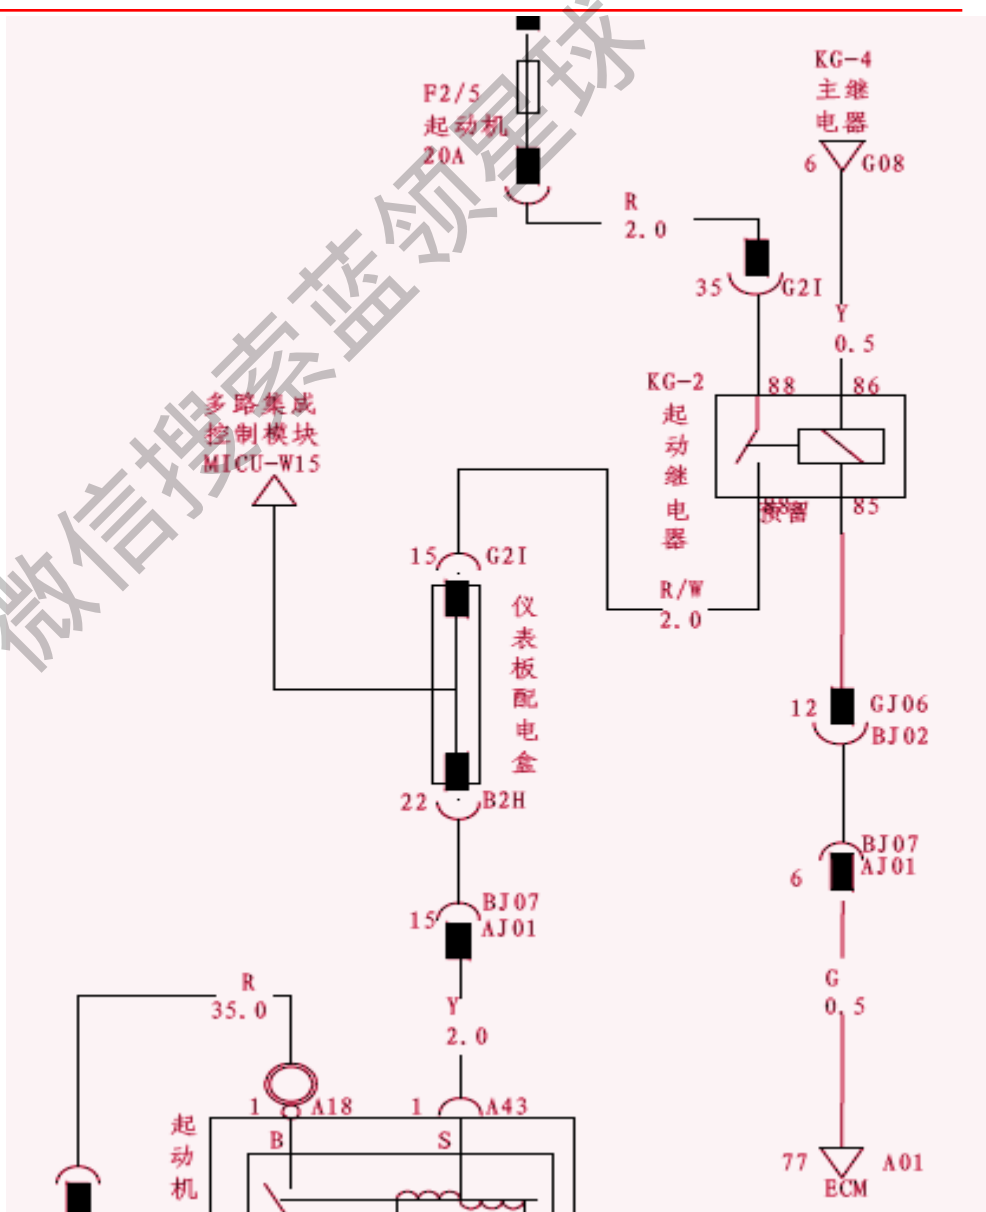 KG-4
主继
电器
6
G08
F2/5
起动机
20A
R
2.0
35
G2I
Y
0.5
KG-2
起动继电器
88
86
85
预留
多路集成
控制模块
MICU-W15
15
G2I
R/W
2.0
仪表板配电盒
12
GJ06
BJ02
22
B2H
BJ07
AJ01
6
15
BJ07
AJ01
R
35.0
Y
2.0
G
0.5
1
A18
1
A43
起动机
B
S
77
A01
ECM
微信搜索蓝领星球